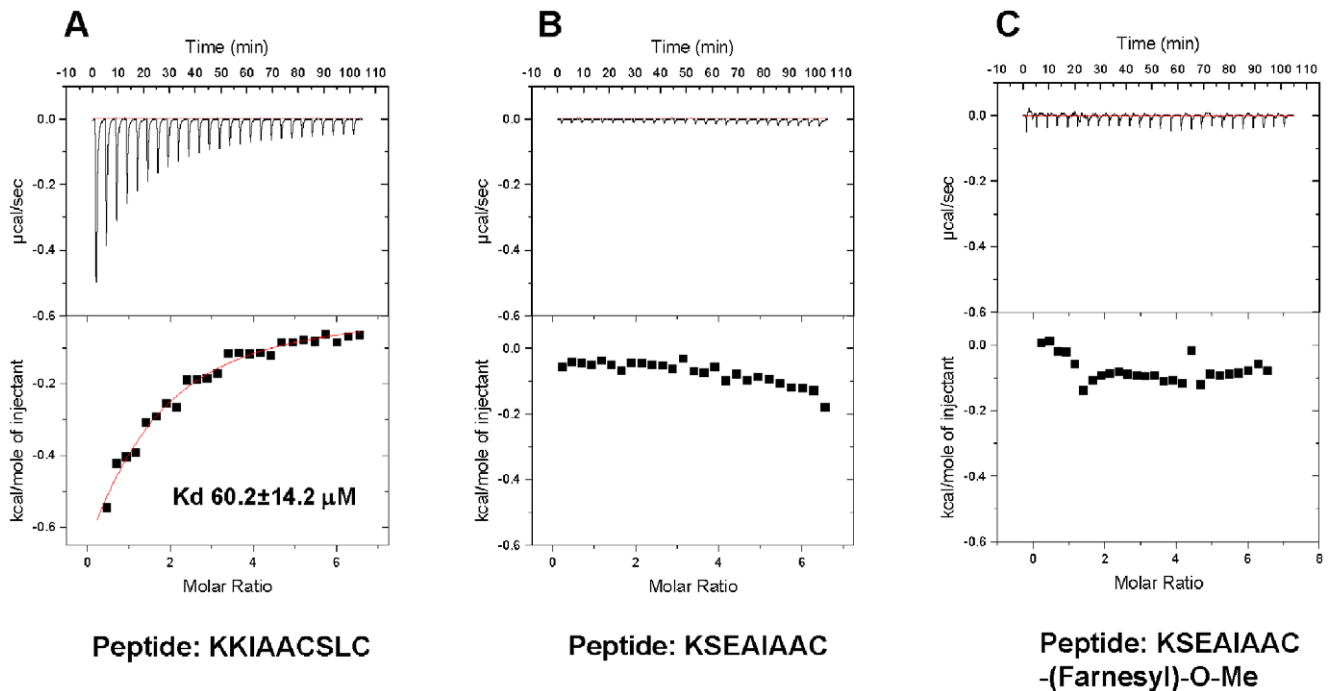 A
Time (min)
-10 0 10 20 30 40 50 60 70 80 90 100 110
0.0
-0.2
-0.4
-0.6
µcal/sec
-0.2
-0.4
-0.6
kcal/mole of injectant
Kd 60.2±14.2 µM
0 2 4 6
Molar Ratio
Peptide: KKIAACSLC
B
Time (min)
-10 0 10 20 30 40 50 60 70 80 90 100 110
0.0
-0.2
-0.4
-0.6
µcal/sec
0.0
-0.2
-0.4
-0.6
kcal/mole of injectant
0 2 4 6
Molar Ratio
Peptide: KSEAIAAC
C
Time (min)
-10 0 10 20 30 40 50 60 70 80 90 100 110
0.0
-0.2
-0.4
-0.6
µcal/sec
0.0
-0.2
-0.4
-0.6
kcal/mole of injectant
0 2 4 6 8
Molar Ratio
Peptide: KSEAIAAC
-(Farnesyl)-O-Me